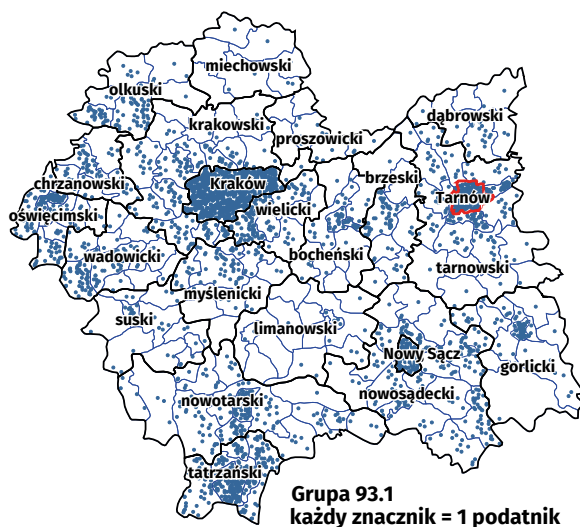 miechowski
olkuski
dąbrowski
krakowski
proszowicki
chrzanowski
Kraków
brzeski
Tarnów
oświęcimski
wielicki
wadowicki
bocheński
tarnowski
myślenicki
suski
limanowski
Nowy Sącz
gorlicki
nowotarski
nowosądecki
tatrzański
Grupa 93.1
każdy znacznik = 1 podatnik